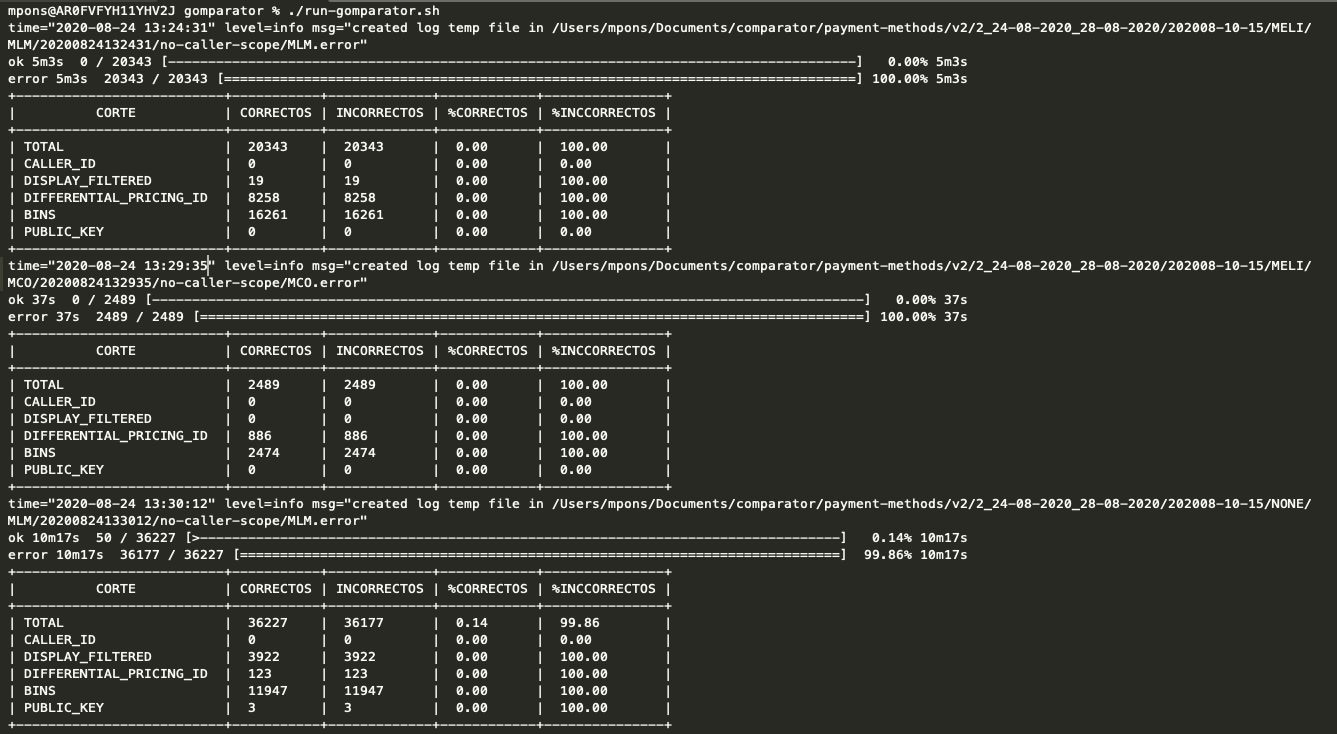 mpons@AR0FVFYH11YHV2J gomparator % ./run-gomparator.sh
time="2020-08-24 13:24:31" level=info msg="created log temp file in /Users/mpons/Documents/comparator/payment-methods/v2/2_24-08-2020_28-08-2020/202008-10-15/MELI/
MLM/20200824132431/no-caller-scope/MLM.error"
ok 5m3s  0 / 20343 [--------------------------------------------------------------------------------------]   0.00% 5m3s
error 5m3s  20343 / 20343 [===============================================================================] 100.00% 5m3s
+--------------------------+-----------+-------------+------------+---------------+
|          CORTE           | CORRECTOS | INCORRECTOS | %CORRECTOS | %INCCORRECTOS |
+--------------------------+-----------+-------------+------------+---------------+
| TOTAL                    |  20343    |  20343      |  0.00      |  100.00       |
| CALLER_ID                |  0        |  0          |  0.00      |  0.00         |
| DISPLAY_FILTERED         |  19       |  19         |  0.00      |  100.00       |
| DIFFERENTIAL_PRICING_ID  |  8258     |  8258       |  0.00      |  100.00       |
| BINS                     |  16261    |  16261      |  0.00      |  100.00       |
| PUBLIC_KEY               |  0        |  0          |  0.00      |  0.00         |
+--------------------------+-----------+-------------+------------+---------------+
time="2020-08-24 13:29:35" level=info msg="created log temp file in /Users/mpons/Documents/comparator/payment-methods/v2/2_24-08-2020_28-08-2020/202008-10-15/MELI/
MCO/20200824132935/no-caller-scope/MCO.error"
ok 37s  0 / 2489 [-----------------------------------------------------------------------------------------]   0.00% 37s
error 37s  2489 / 2489 [===================================================================================] 100.00% 37s
+--------------------------+-----------+-------------+------------+---------------+
|          CORTE           | CORRECTOS | INCORRECTOS | %CORRECTOS | %INCCORRECTOS |
+--------------------------+-----------+-------------+------------+---------------+
| TOTAL                    |  2489     |  2489       |  0.00      |  100.00       |
| CALLER_ID                |  0        |  0          |  0.00      |  0.00         |
| DISPLAY_FILTERED         |  0        |  0          |  0.00      |  0.00         |
| DIFFERENTIAL_PRICING_ID  |  886      |  886        |  0.00      |  100.00       |
| BINS                     |  2474     |  2474       |  0.00      |  100.00       |
| PUBLIC_KEY               |  0        |  0          |  0.00      |  0.00         |
+--------------------------+-----------+-------------+------------+---------------+
time="2020-08-24 13:30:12" level=info msg="created log temp file in /Users/mpons/Documents/comparator/payment-methods/v2/2_24-08-2020_28-08-2020/202008-10-15/NONE/
MLM/20200824133012/no-caller-scope/MLM.error"
ok 10m17s  50 / 36227 [>--------------------------------------------------------------------------------]   0.14% 10m17s
error 10m17s  36177 / 36227 [===========================================================================]  99.86% 10m17s
+--------------------------+-----------+-------------+------------+---------------+
|          CORTE           | CORRECTOS | INCORRECTOS | %CORRECTOS | %INCCORRECTOS |
+--------------------------+-----------+-------------+------------+---------------+
| TOTAL                    |  36227    |  36177      |  0.14      |  99.86        |
| CALLER_ID                |  0        |  0          |  0.00      |  0.00         |
| DISPLAY_FILTERED         |  3922     |  3922       |  0.00      |  100.00       |
| DIFFERENTIAL_PRICING_ID  |  123      |  123        |  0.00      |  100.00       |
| BINS                     |  11947    |  11947      |  0.00      |  100.00       |
| PUBLIC_KEY               |  3        |  3          |  0.00      |  100.00       |
+--------------------------+-----------+-------------+------------+---------------+